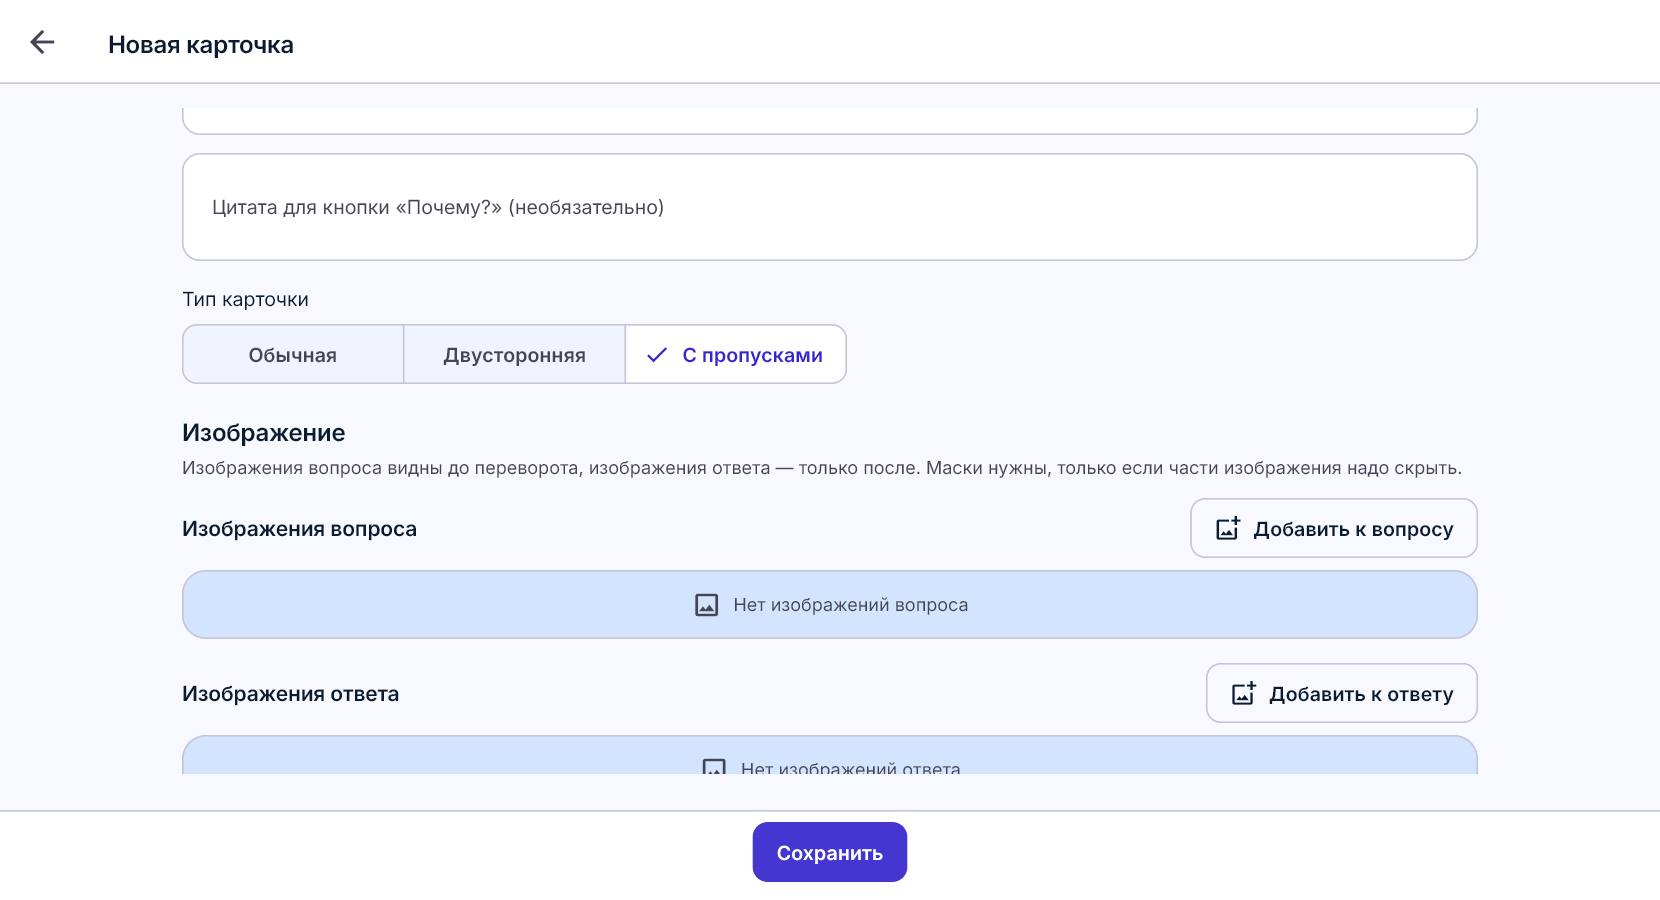 Новая карточка
Цитата для кнопки «Почему?» (необязательно)
Тип карточки
Обычная
Двусторонняя
С пропусками
Изображение
Изображения вопроса видны до переворота, изображения ответа — только после. Маски нужны, только если части изображения надо скрыть.
Изображения вопроса
Добавить к вопросу
Нет изображений вопроса
Изображения ответа
Добавить к ответу
Нет изображений ответа
Сохранить